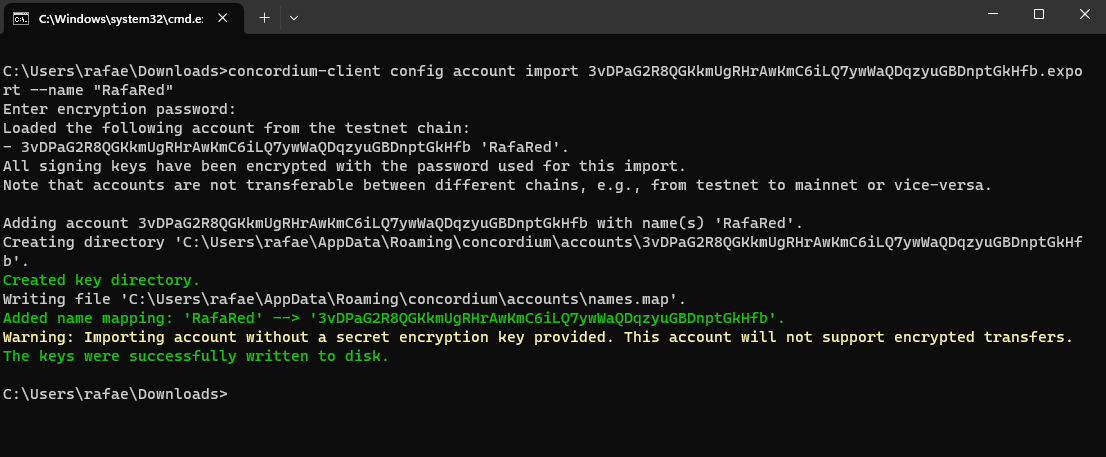 C:\Windows\system32\cmd.e:
C:\Users\rafae\Downloads>concordium-client config account import 3vDPaG2R8QGKkmUgRHrAwKmC6iLQ7ywWaQDqzyuGBDnptGkHfb.expo
rt --name "RafaRed"
Enter encryption password:
Loaded the following account from the testnet chain:
- 3vDPaG2R8QGKkmUgRHrAwKmC6iLQ7ywWaQDqzyuGBDnptGkHfb 'RafaRed'.
All signing keys have been encrypted with the password used for this import.
Note that accounts are not transferable between different chains, e.g., from testnet to mainnet or vice-versa.
Adding account 3vDPaG2R8QGKkmUgRHrAwKmC6iLQ7ywWaQDqzyuGBDnptGkHfb with name(s) 'RafaRed'.
Creating directory 'C:\Users\rafae\AppData\Roaming\concordium\accounts\3vDPaG2R8QGKkmUgRHrAwKmC6iLQ7ywWaQDqzyuGBDnptGkHf
b'.
Created key directory.
Writing file 'C:\Users\rafae\AppData\Roaming\concordium\accounts\names.map'.
Added name mapping: 'RafaRed' --> '3vDPaG2R8QGKkmUgRHrAwKmC6iLQ7ywWaQDqzyuGBDnptGkHfb'.
Warning: Importing account without a secret encryption key provided. This account will not support encrypted transfers.
The keys were successfully written to disk.
C:\Users\rafae\Downloads>